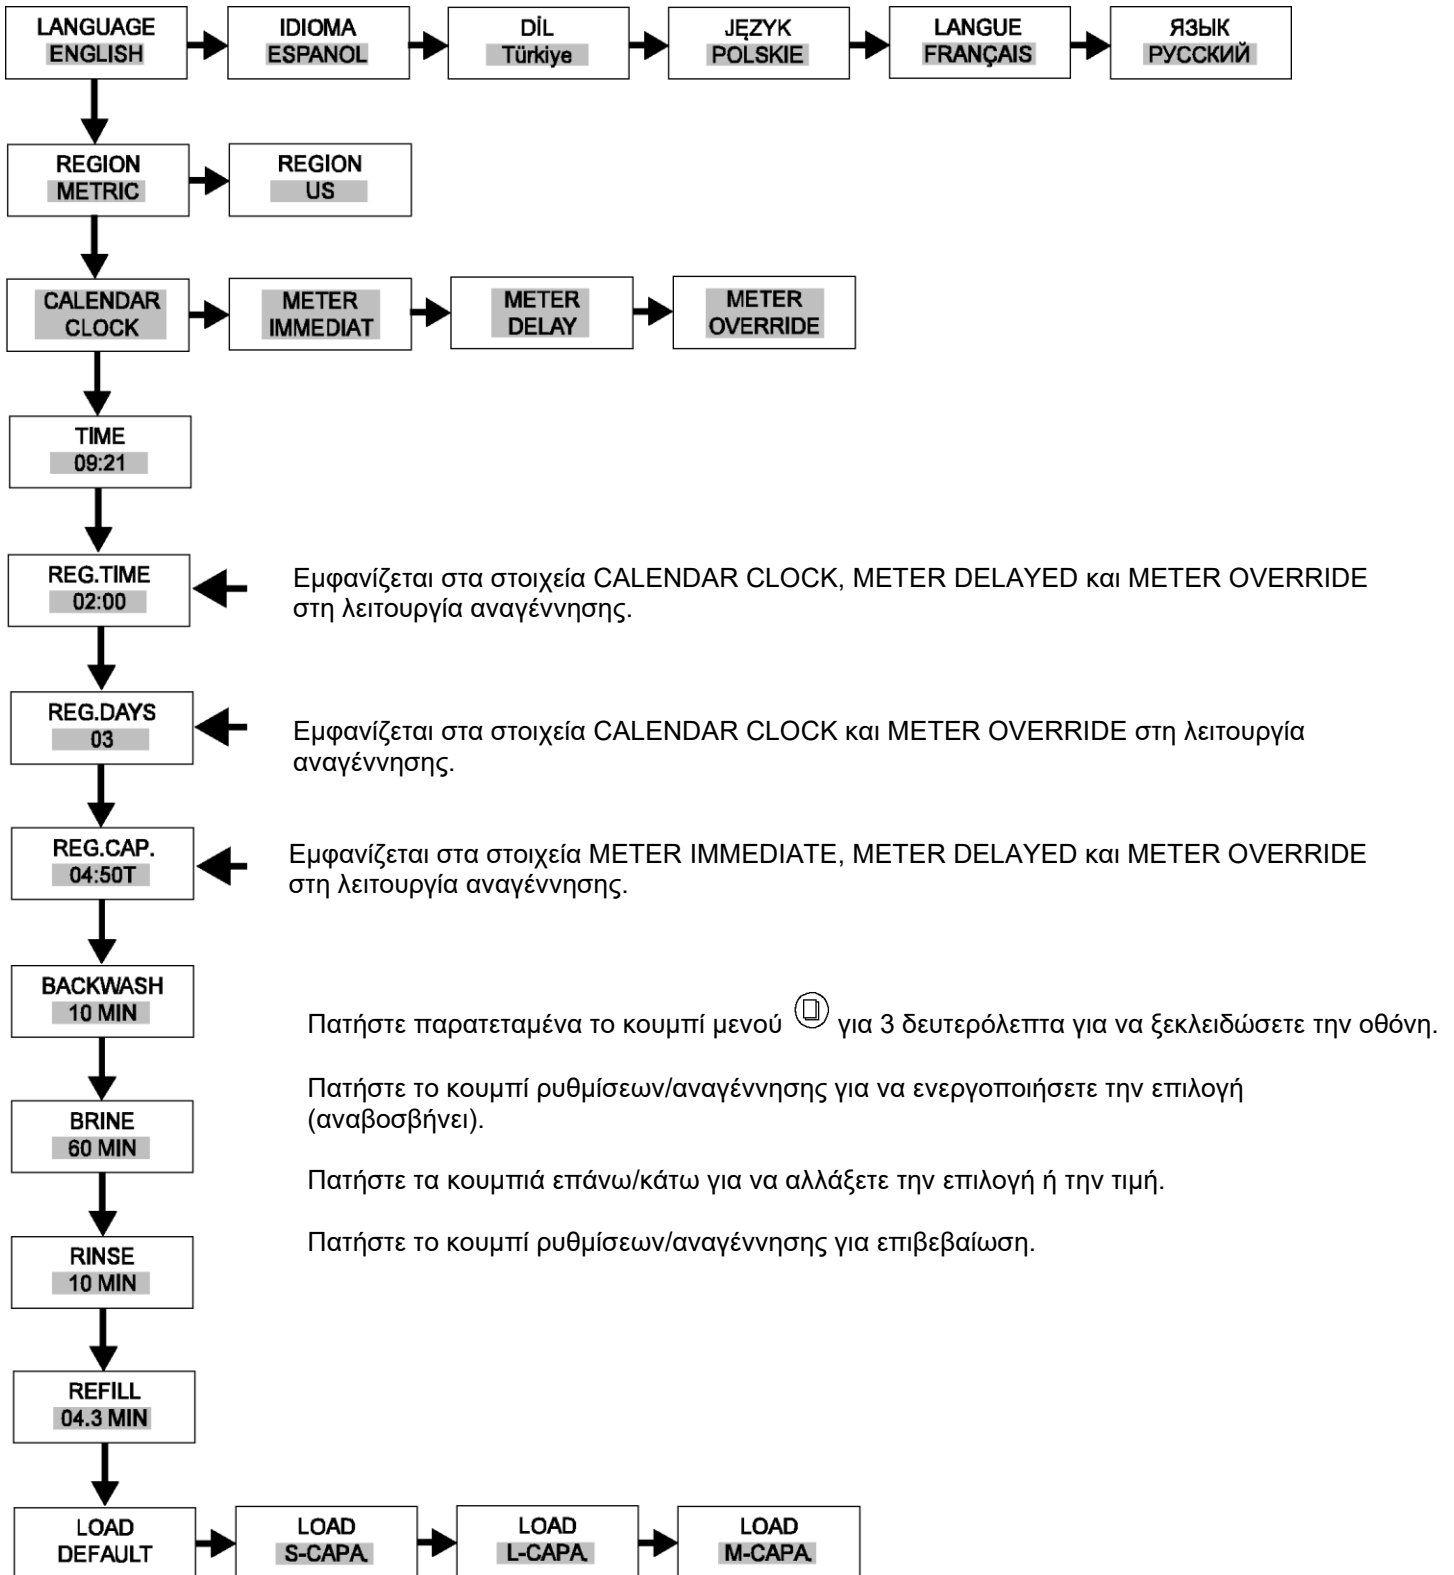 LANGUAGE
ENGLISH
IDIOMA
ESPANOL
DİL
Türkiye
JĘZYK
POLSKIE
LANGUE
FRANÇAIS
ЯЗЫК
РУССКИЙ
REGION
METRIC
REGION
US
CALENDAR
CLOCK
METER
IMMEDIAT
METER
DELAY
METER
OVERRIDE
TIME
09:21
REG.TIME
02:00
Εμφανίζεται στα στοιχεία CALENDAR CLOCK, METER DELAYED και METER OVERRIDE
στη λειτουργία αναγέννησης.
REG.DAYS
03
Εμφανίζεται στα στοιχεία CALENDAR CLOCK και METER OVERRIDE στη λειτουργία
αναγέννησης.
REG.CAP.
04:50T
Εμφανίζεται στα στοιχεία METER IMMEDIATE, METER DELAYED και METER OVERRIDE
στη λειτουργία αναγέννησης.
BACKWASH
10 MIN
Πατήστε παρατεταμένα το κουμπί μενού για 3 δευτερόλεπτα για να ξεκλειδώσετε την οθόνη.
Πατήστε το κουμπί ρυθμίσεων/αναγέννησης για να ενεργοποιήσετε την επιλογή
(αναβοσβήνει).
BRINE
60 MIN
Πατήστε τα κουμπιά επάνω/κάτω για να αλλάξετε την επιλογή ή την τιμή.
Πατήστε το κουμπί ρυθμίσεων/αναγέννησης για επιβεβαίωση.
RINSE
10 MIN
REFILL
04.3 MIN
LOAD
DEFAULT
LOAD
S-CAPA.
LOAD
L-CAPA.
LOAD
M-CAPA.